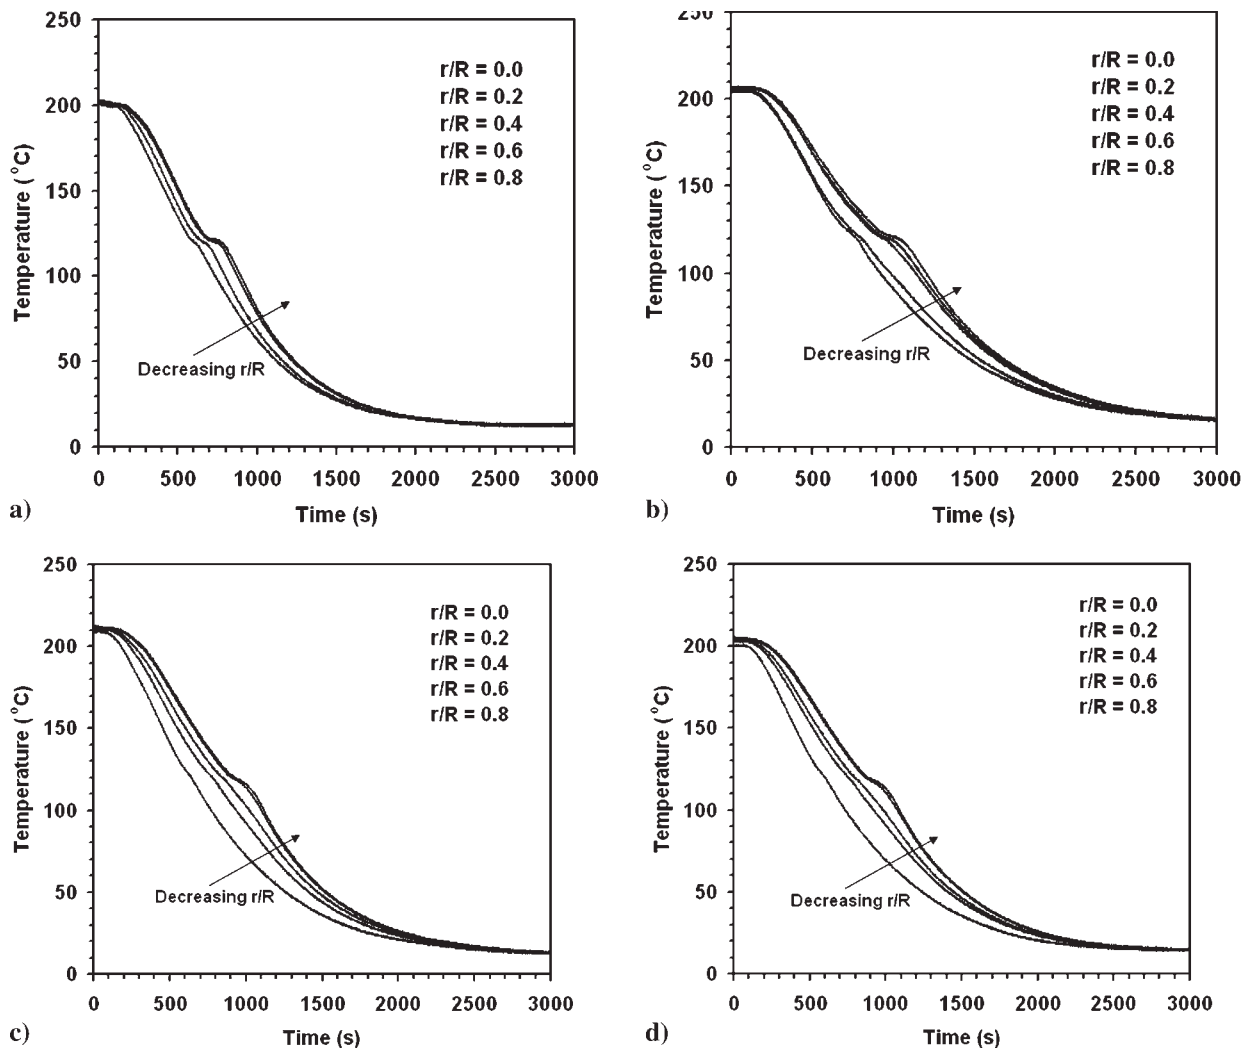 250
200
150
100
50
0
Temperature (°C)
r/R = 0.0
r/R = 0.2
r/R = 0.4
r/R = 0.6
r/R = 0.8
Decreasing r/R
0 500 1000 1500 2000 2500 3000
Time (s)
a)
250
200
150
100
50
0
Temperature (°C)
r/R = 0.0
r/R = 0.2
r/R = 0.4
r/R = 0.6
r/R = 0.8
Decreasing r/R
0 500 1000 1500 2000 2500 3000
Time (s)
b)
250
200
150
100
50
0
Temperature (°C)
r/R = 0.0
r/R = 0.2
r/R = 0.4
r/R = 0.6
r/R = 0.8
Decreasing r/R
0 500 1000 1500 2000 2500 3000
Time (s)
c)
250
200
150
100
50
0
Temperature (°C)
r/R = 0.0
r/R = 0.2
r/R = 0.4
r/R = 0.6
r/R = 0.8
Decreasing r/R
0 500 1000 1500 2000 2500 3000
Time (s)
d)